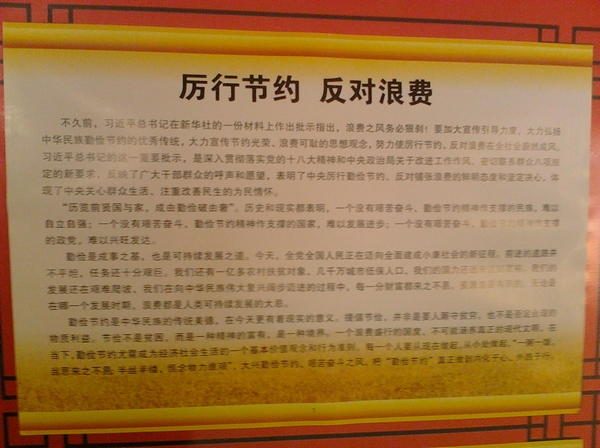 厉行节约 反对浪费
不久前，习近平总书记在新华社的一份材料上作出批示指出，浪费之风务必狠刹！要加大宣传引导力度，大力弘扬
中华民族勤俭节约的优秀传统，大力宣传节约光荣、浪费可耻的思想观念，努力使厉行节约、反对浪费在全社会蔚然成风。
习近平总书记的这一重要批示，是深入贯彻落实党的十八大精神和中央政治局关于改进工作作风、密切联系群众八项规
定的新要求，反映了广大干部群众的呼声和愿望，表明了中央厉行勤俭节约、反对铺张浪费的鲜明态度和坚定决心，体
现了中央关心群众生活、注重改善民生的为民情怀。
“历览前贤国与家，成由勤俭破由奢”。历史和现实都表明，一个没有艰苦奋斗、勤俭节约精神作支撑的民族，难以
自立自强；一个没有艰苦奋斗、勤俭节约精神作支撑的国家，难以发展进步；一个没有艰苦奋斗、勤俭节约精神作支撑
的政党，难以兴旺发达。
勤俭是成事之基，也是可持续发展之道。今天，全党全国人民正在迈向全面建成小康社会的新征程。前进的道路并
不平坦，任务还十分艰巨。我们还有一亿多农村扶贫对象、几千万城市低保人口，我们的国力还远未达到富裕，我们的
发展还在艰难爬坡。我们在向中华民族伟大复兴阔步迈进的过程中，每一分财富都来之不易，无论是
在哪一个发展时期，浪费都是人类可持续发展的大忌。
勤俭节约是中华民族的传统美德，在今天更有着现实的意义。提倡节俭，并非是要人厮守贫穷，也不是否定合理的
物质利益。节俭不是贫困，而是一种精神的富有，是一种境界。一个浪费盛行的国度，不可能滋养真正的现代文明。在
当下，勤俭节约尤需成为经济社会生活的一个基本价值观念和行为准则。每一个人要从现在做起，从小处做起，“一粥一饭，
当思来之不易；半丝半缕，恒念物力维艰”，大兴勤俭节约、艰苦奋斗之风，把“勤俭节约”真正做到内化于心、外践于行。